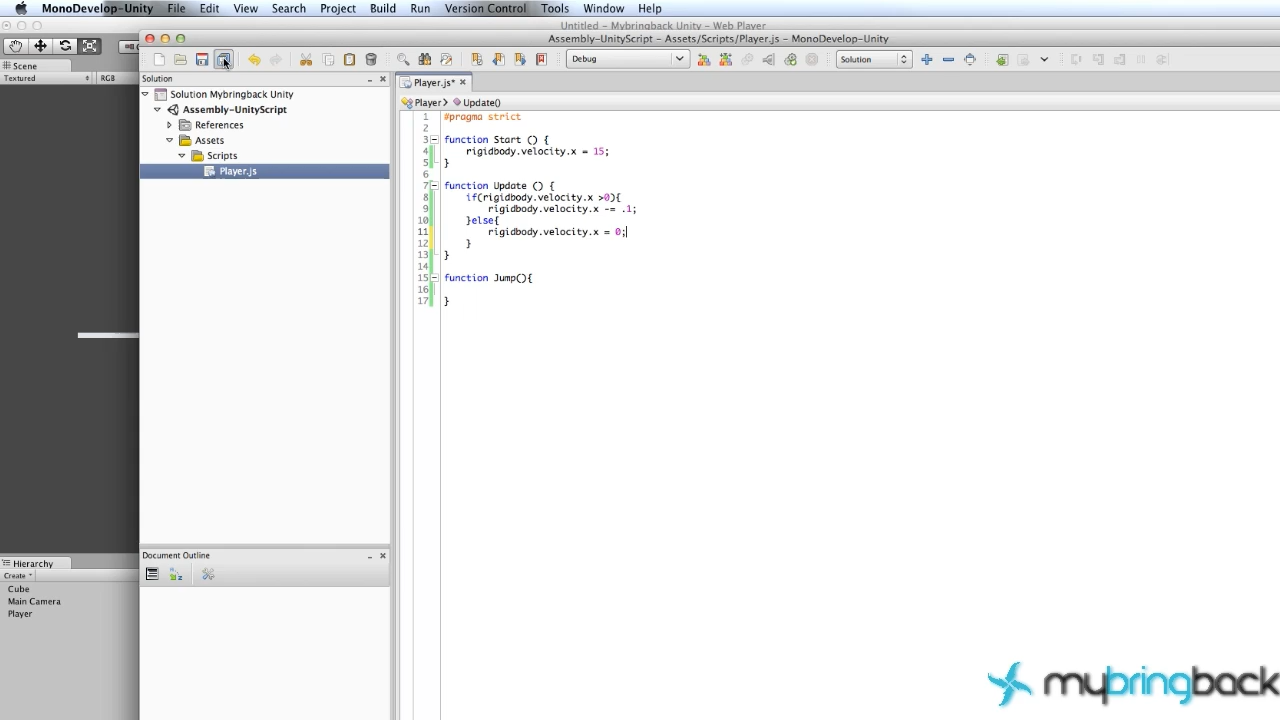 MonoDevelop-Unity File Edit View Search Project Build Run Version Control Tools Window Help
Untitled - Mybringback Unity - Web Player
Assembly-UnityScript - Assets/Scripts/Player.js - MonoDevelop-Unity
Scene
Textured RGB
Debug
Solution
Solution
Player.js*
Solution Mybringback Unity
Assembly-UnityScript
References
Assets
Scripts
Player.js
Player Update()
1 #pragma strict
2
3 function Start () {
4 rigidbody.velocity.x = 15;
5 }
6
7 function Update () {
8 if(rigidbody.velocity.x >0){
9 rigidbody.velocity.x -= .1;
10 }else{
11 rigidbody.velocity.x = 0;
12 }
13 }
14
15 function Jump(){
16
17 }
Document Outline
Hierarchy
Create
Cube
Main Camera
Player
mybringback